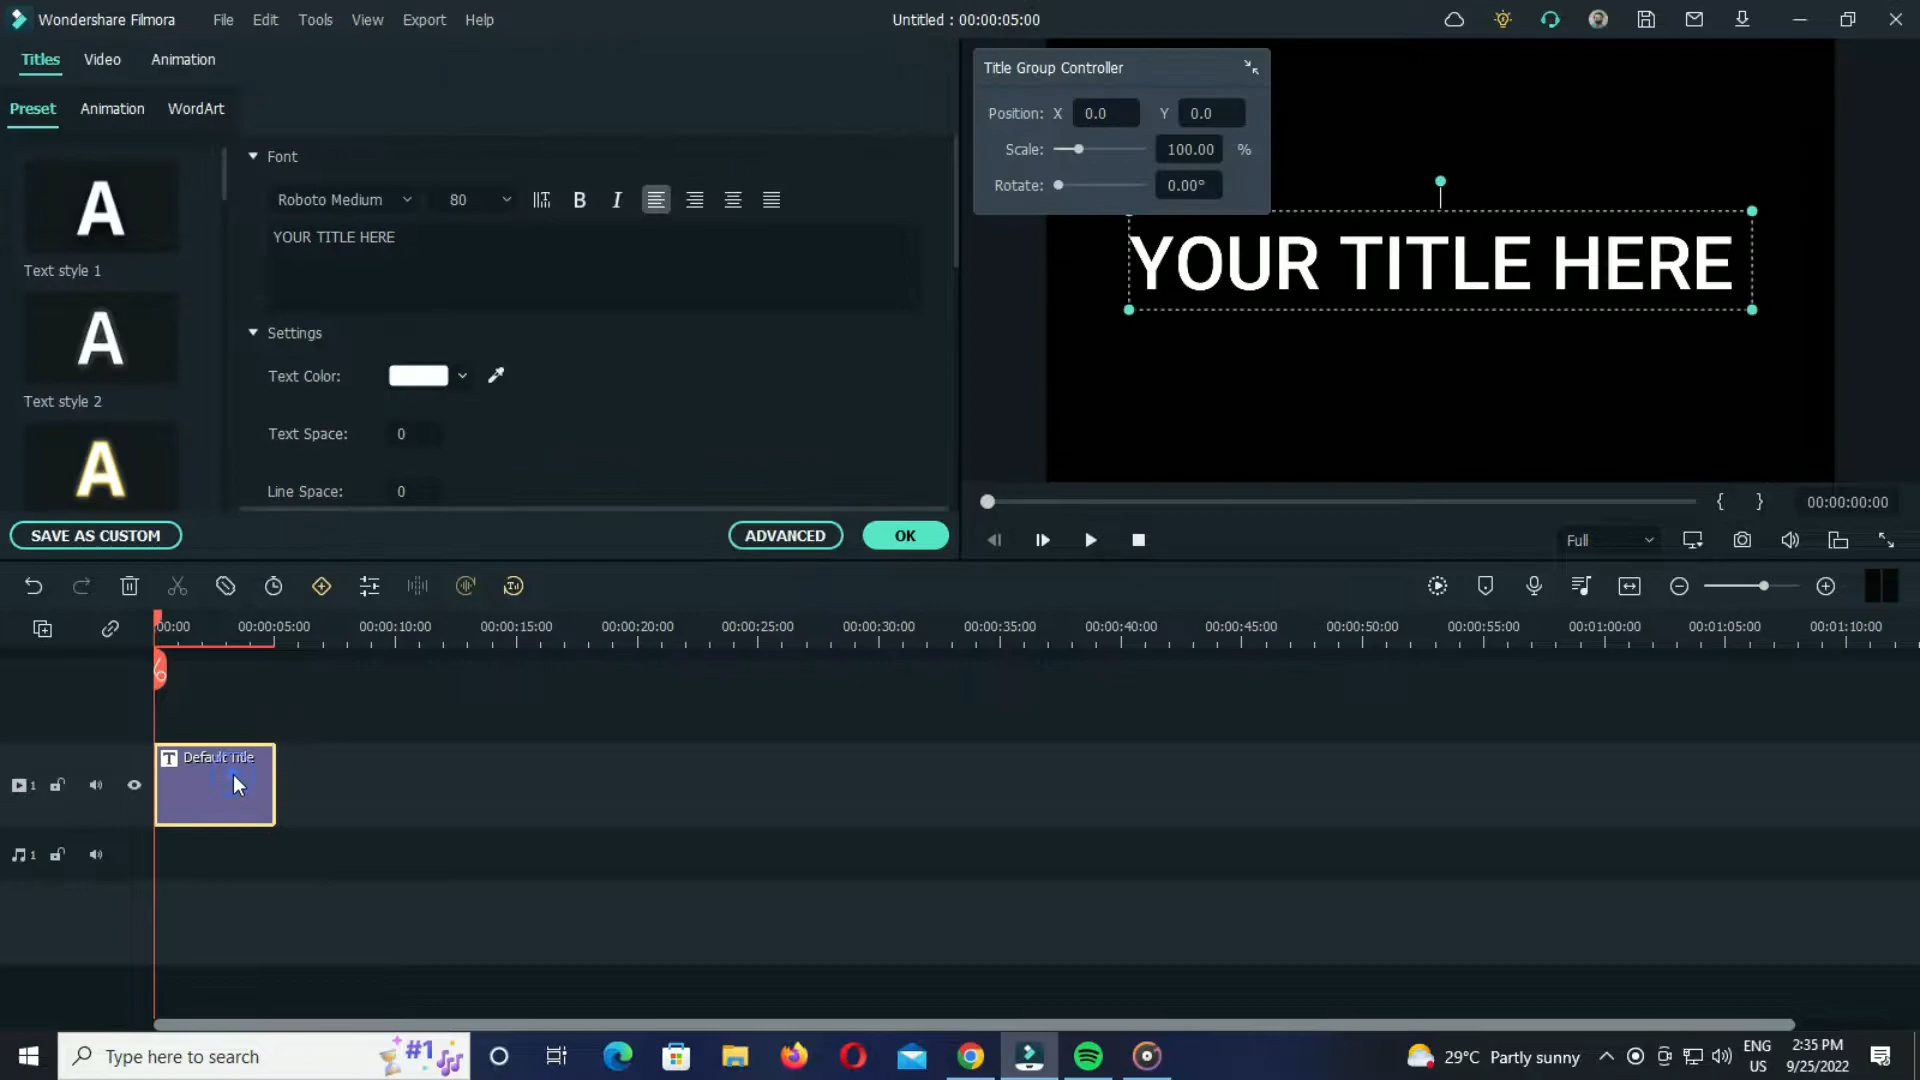 Wondershare Filmora File Edit Tools View Export Help Untitled : 00:00:05:00
Titles Video Animation
Preset Animation WordArt
A
Text style 1
A
Text style 2
A
Font
Roboto Medium 80 B I
YOUR TITLE HERE
Settings
Text Color:
Text Space: 0
Line Space: 0
SAVE AS CUSTOM ADVANCED OK
Title Group Controller
Position: X 0.0 Y 0.0
Scale: 100.00 %
Rotate: 0.00°
YOUR TITLE HERE
{ } 00:00:00:00
Full
00:00 00:00:05:00 00:00:10:00 00:00:15:00 00:00:20:00 00:00:25:00 00:00:30:00 00:00:35:00 00:00:40:00 00:00:45:00 00:00:50:00 00:00:55:00 00:01:00:00 00:01:05:00 00:01:10:00
T Default Title
1
1
Type here to search #1 29°C Partly sunny ENG US 2:35 PM 9/25/2022